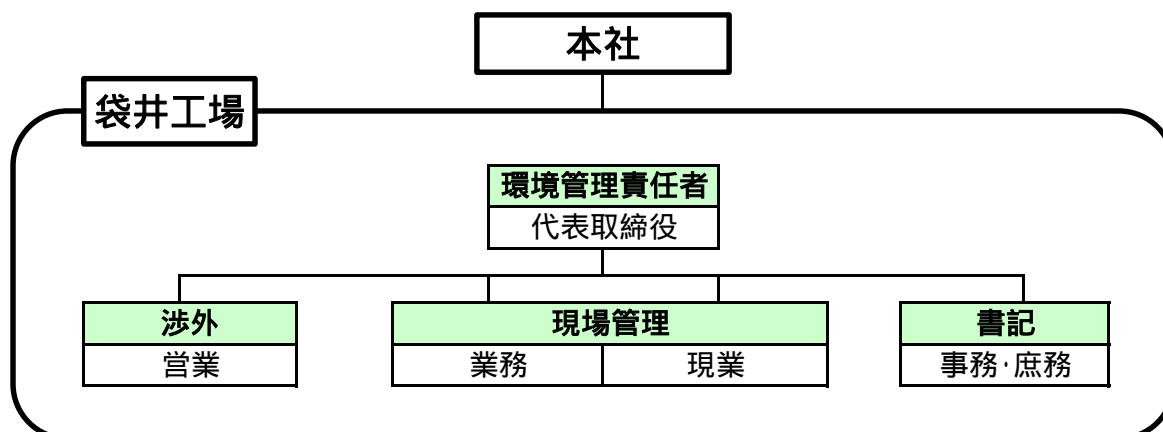 本社
袋井工場
環境管理責任者
代表取締役
渉外
現場管理
書記
営業
業務
現業
事務·庶務